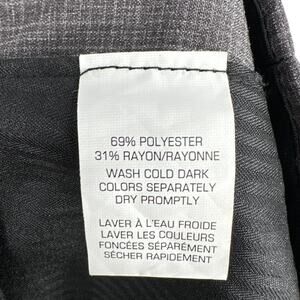 69% POLYESTER
31% RAYON/RAYONNE
WASH COLD DARK
COLORS SEPARATELY
DRY PROMPTLY
LAVER À L'EAU FROIDE
LAVER LES COULEURS
FONCÉES SÉPARÉMENT
SÉCHER RAPIDEMENT